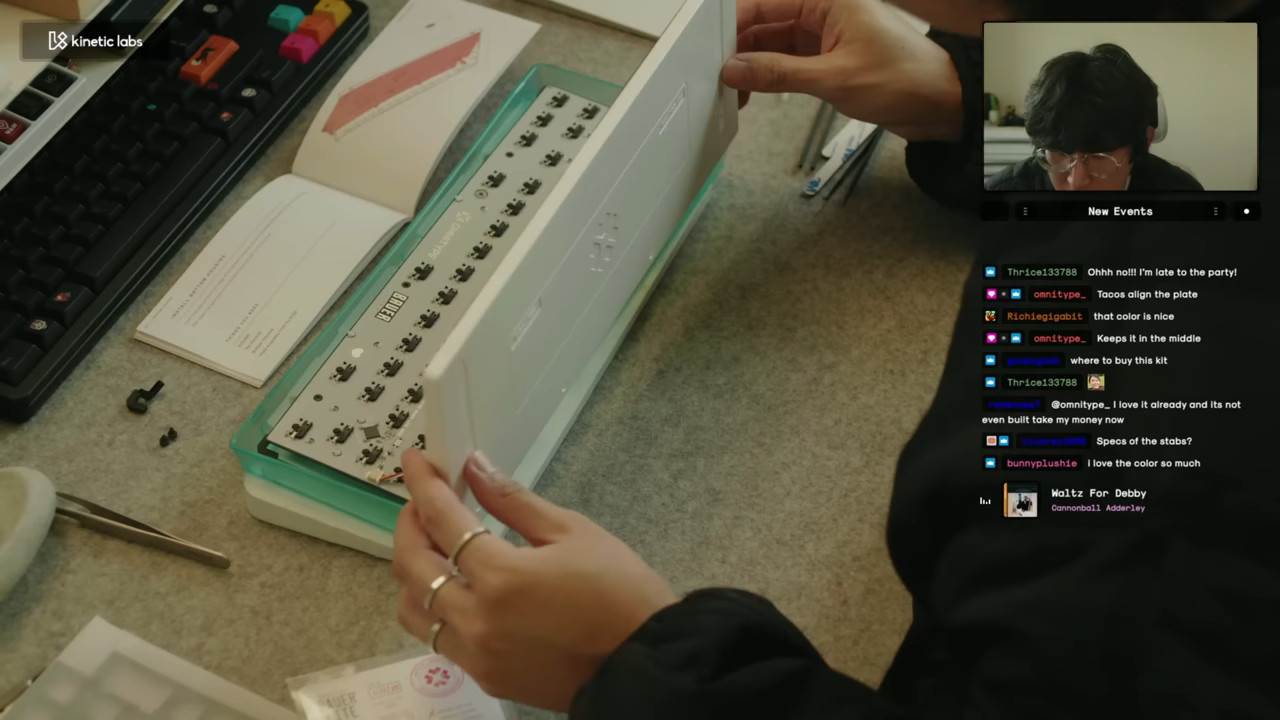 kinetic labs
OMNITYPE
BAUER
New Events
Thrice133788 Ohhh no!!! I'm late to the party!
omnitype_ Tacos align the plate
Richiegigabit that color is nice
omnitype_ Keeps it in the middle
where to buy this kit
Thrice133788
@omnitype_ I love it already and its not
even built take my money now
Specs of the stabs?
bunnyplushie I love the color so much
Waltz For Debby
Cannonball Adderley